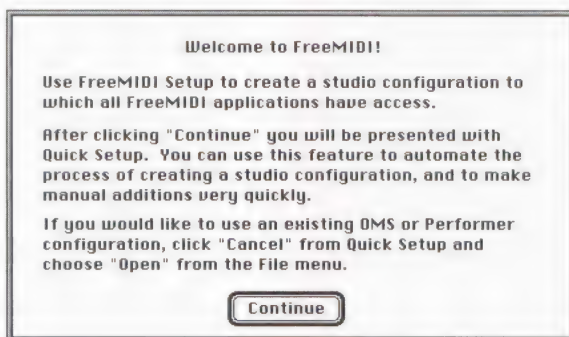 Welcome to FreeMIDI!
Use FreeMIDI Setup to create a studio configuration to
which all FreeMIDI applications have access.
After clicking "Continue" you will be presented with
Quick Setup. You can use this feature to automate the
process of creating a studio configuration, and to make
manual additions very quickly.
If you would like to use an existing OMS or Performer
configuration, click "Cancel" from Quick Setup and
choose "Open" from the File menu.
Continue